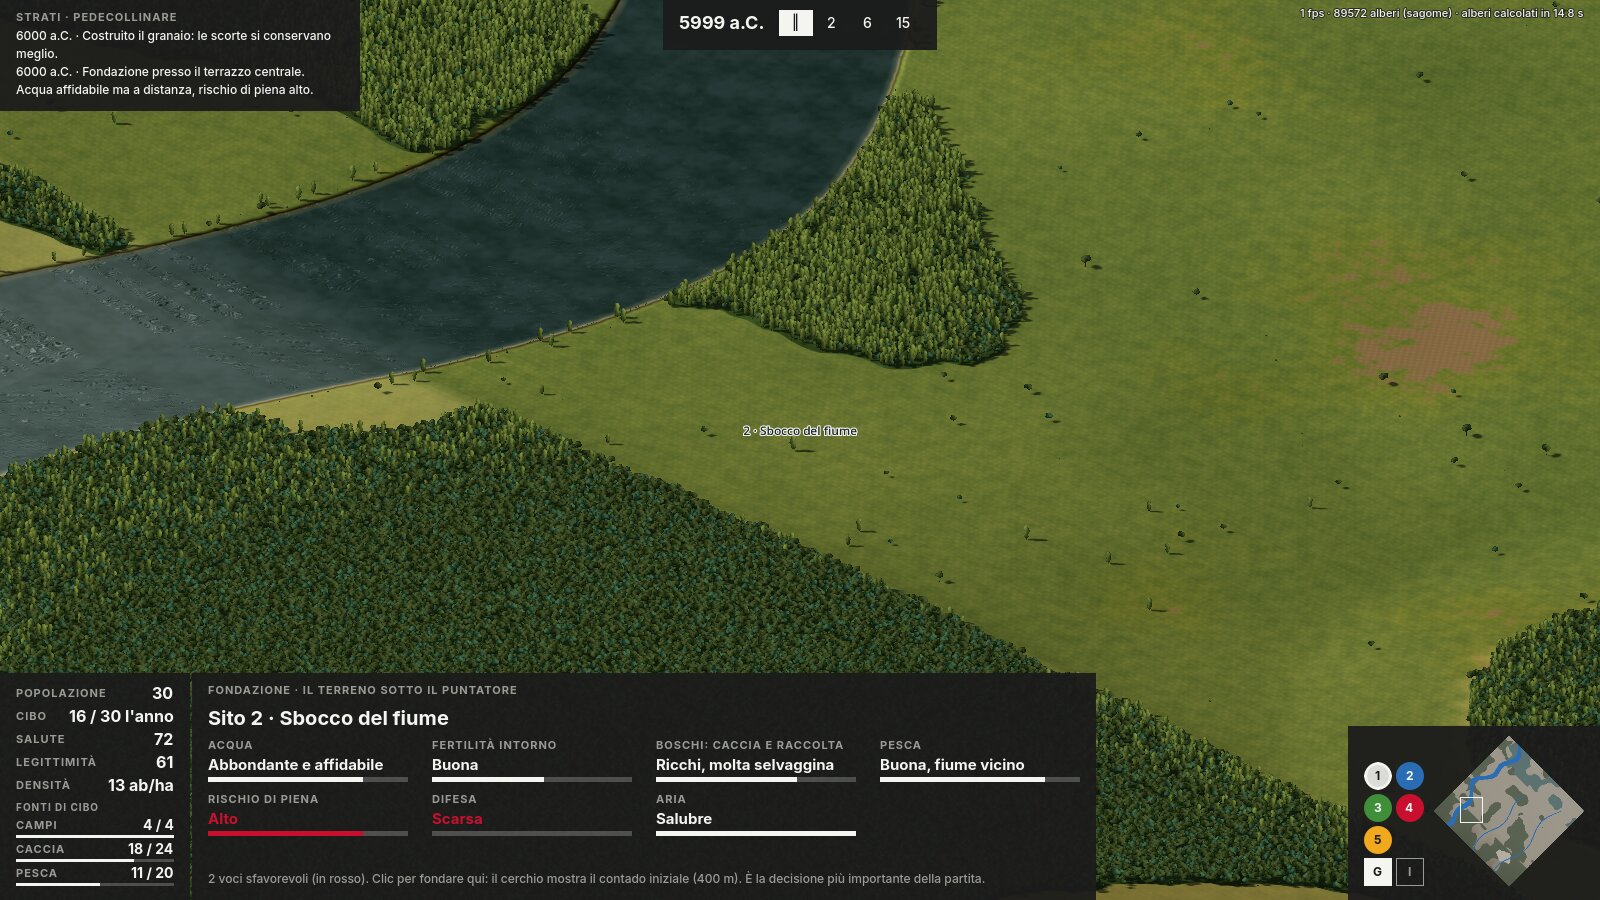 STRATI · PEDECOLLINARE
6000 a.C. · Costruito il granaio: le scorte si conservano
meglio.
6000 a.C. · Fondazione presso il terrazzo centrale.
Acqua affidabile ma a distanza, rischio di piena alto.
5999 a.C. || 2 6 15
1 fps · 89572 alberi (sagome) · alberi calcolati in 14.8 s
2 · Sbocco del fiume
POPOLAZIONE 30
CIBO 16 / 30 l'anno
SALUTE 72
LEGITTIMITÀ 61
DENSITÀ 13 ab/ha
FONTI DI CIBO
CAMPI 4 / 4
CACCIA 18 / 24
PESCA 11 / 20
FONDAZIONE · IL TERRENO SOTTO IL PUNTATORE
Sito 2 · Sbocco del fiume
ACQUA FERTILITÀ INTORNO BOSCHI: CACCIA E RACCOLTA PESCA
Abbondante e affidabile Buona Ricchi, molta selvaggina Buona, fiume vicino
RISCHIO DI PIENA DIFESA ARIA
Alto Scarsa Salubre
2 voci sfavorevoli (in rosso). Clic per fondare qui: il cerchio mostra il contado iniziale (400 m). È la decisione più importante della partita.
1 2
3 4
5
G I